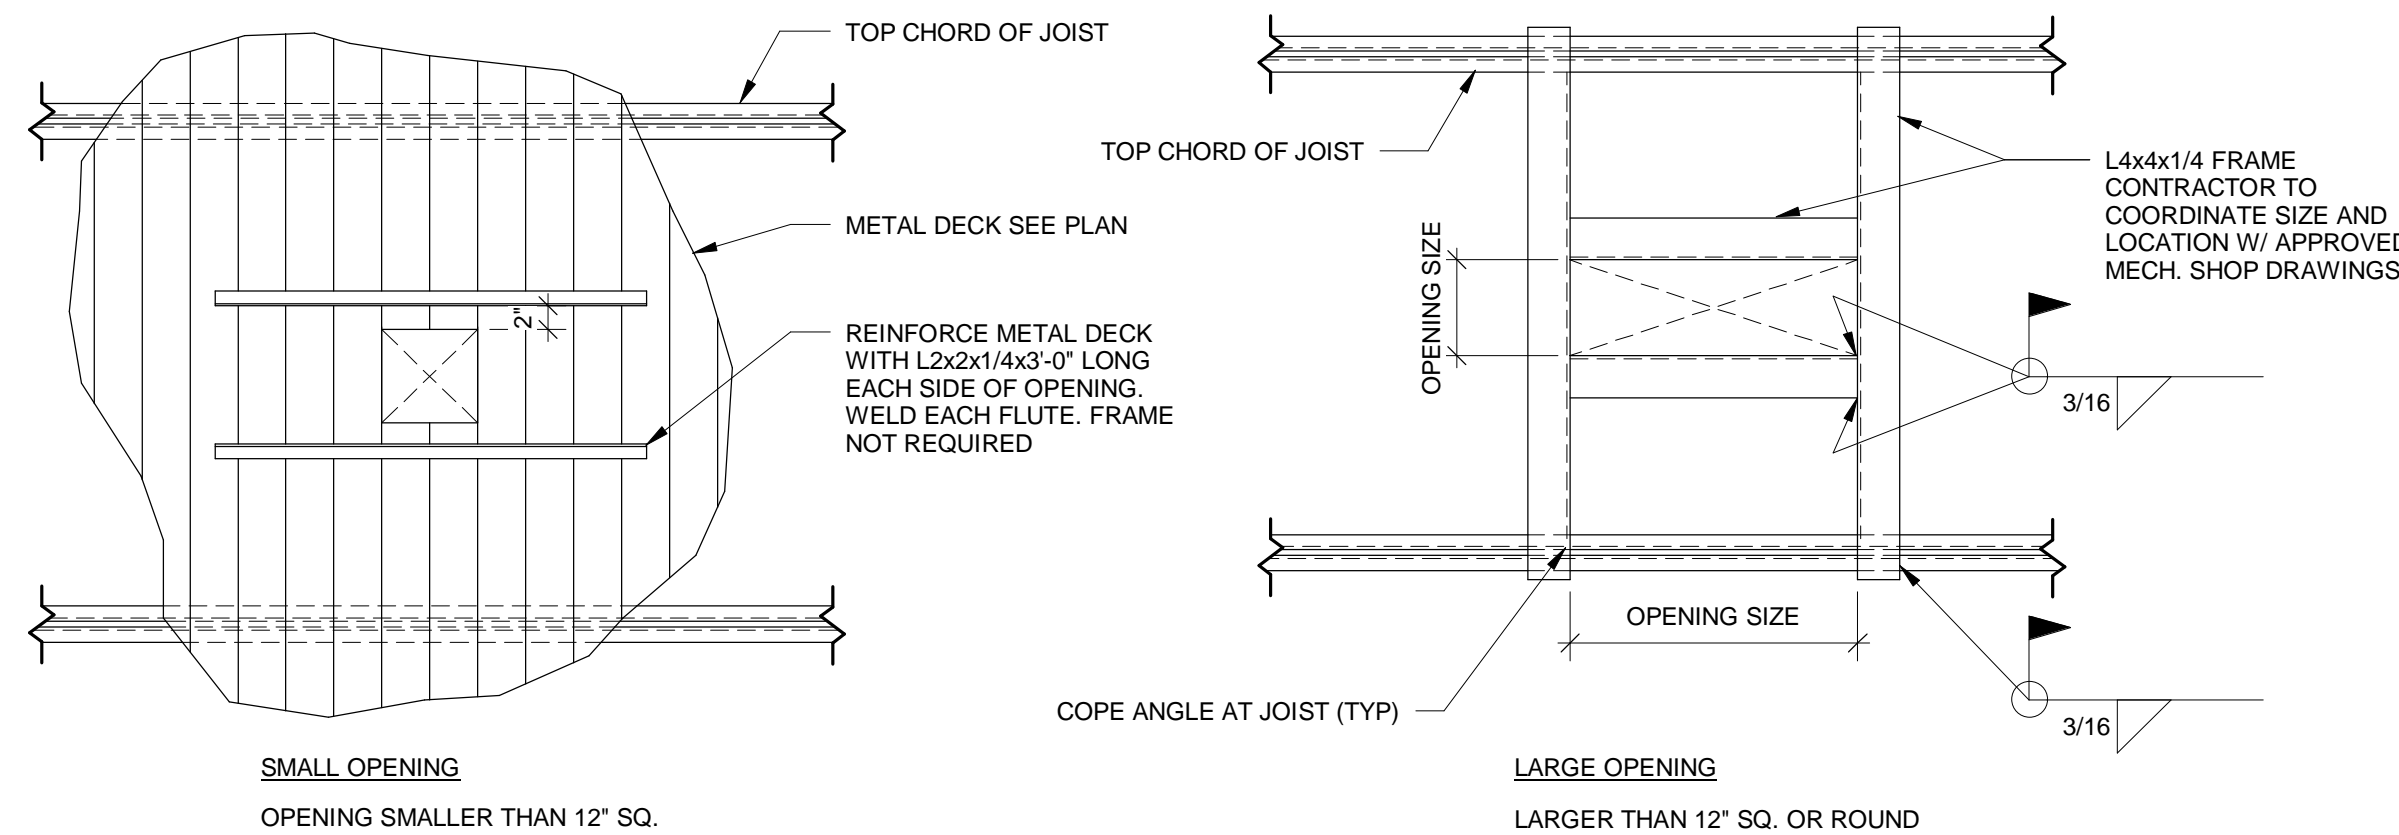 TOP CHORD OF JOIST
METAL DECK SEE PLAN
2"
REINFORCE METAL DECK
WITH L2x2x1/4x3'-0" LONG
EACH SIDE OF OPENING.
WELD EACH FLUTE. FRAME
NOT REQUIRED
SMALL OPENING
OPENING SMALLER THAN 12" SQ.
TOP CHORD OF JOIST
L4x4x1/4 FRAME
CONTRACTOR TO
COORDINATE SIZE AND
LOCATION W/ APPROVED
MECH. SHOP DRAWINGS
OPENING SIZE
3/16
OPENING SIZE
COPE ANGLE AT JOIST (TYP)
3/16
LARGE OPENING
LARGER THAN 12" SQ. OR ROUND